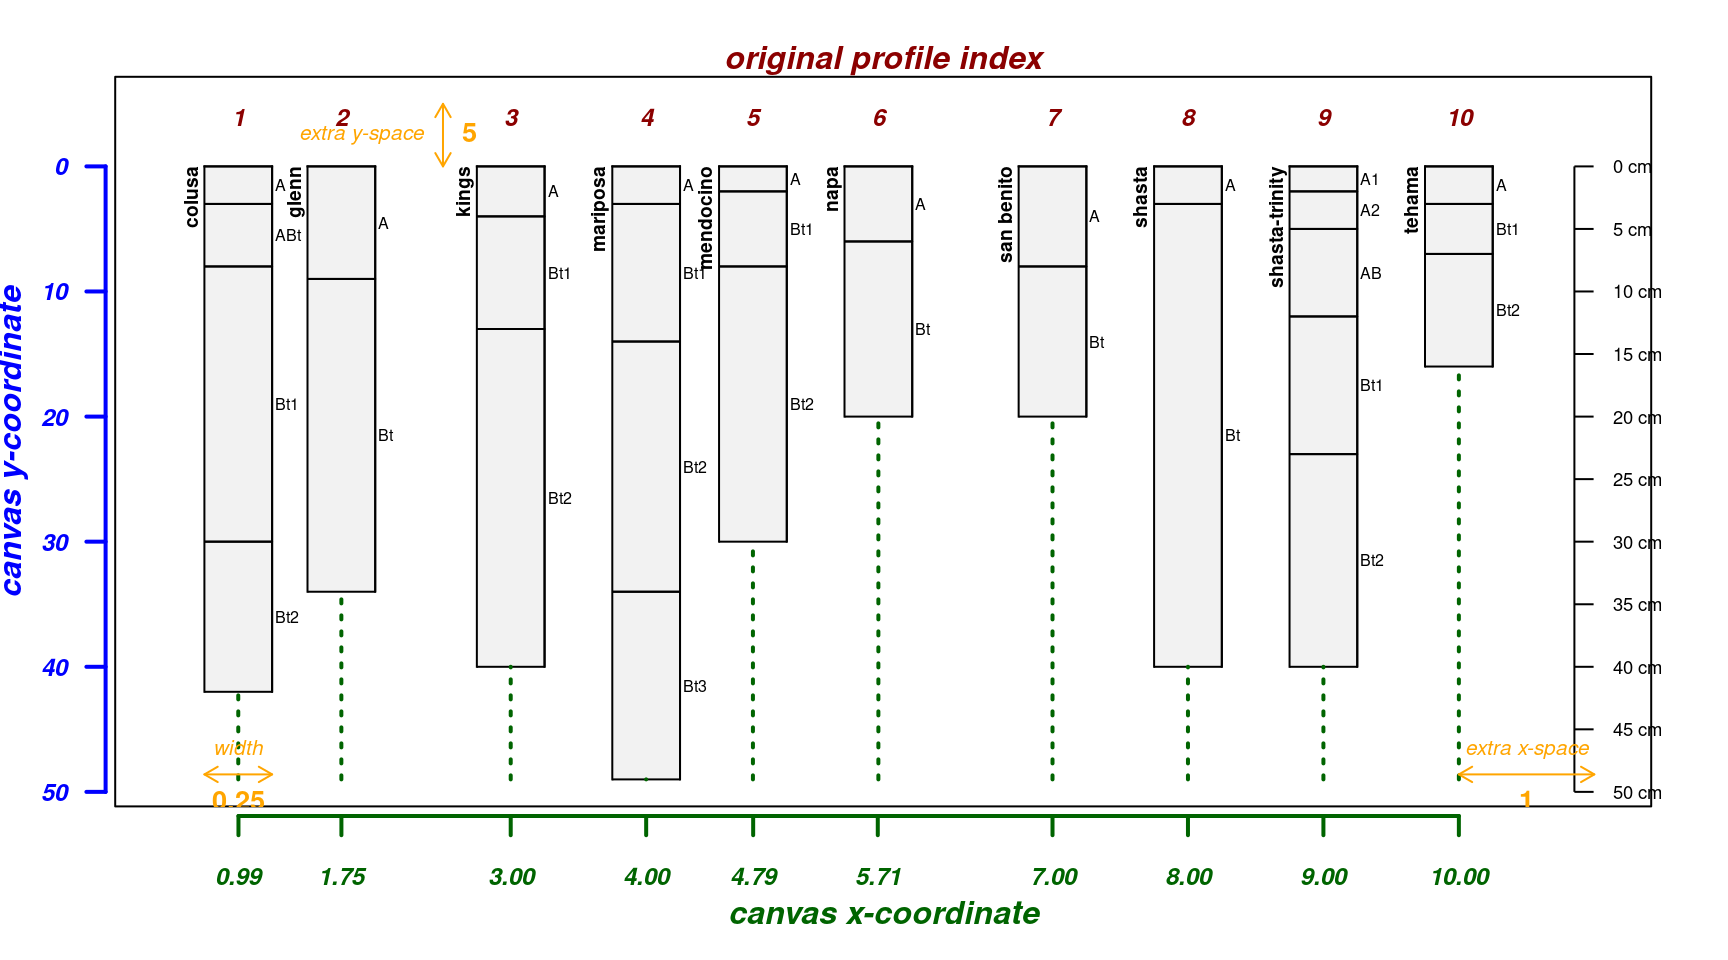 original profile index
1 2 3 4 5 6 7 8 9 10
extra y-space 5
canvas y-coordinate
0
10
20
30
40
50
colusa
A
ABt
Bt1
Bt2
glenn
A
Bt
kings
A
Bt1
Bt2
mariposa
A
Bt1
Bt2
Bt3
mendocino
A
Bt1
Bt2
napa
A
Bt
san benito
A
Bt
shasta
A
Bt
shasta-trinity
A1
A2
AB
Bt1
Bt2
tehama
A
Bt1
Bt2
0 cm
5 cm
10 cm
15 cm
20 cm
25 cm
30 cm
35 cm
40 cm
45 cm
50 cm
width
0.25
extra x-space
1
0.99 1.75 3.00 4.00 4.79 5.71 7.00 8.00 9.00 10.00
canvas x-coordinate